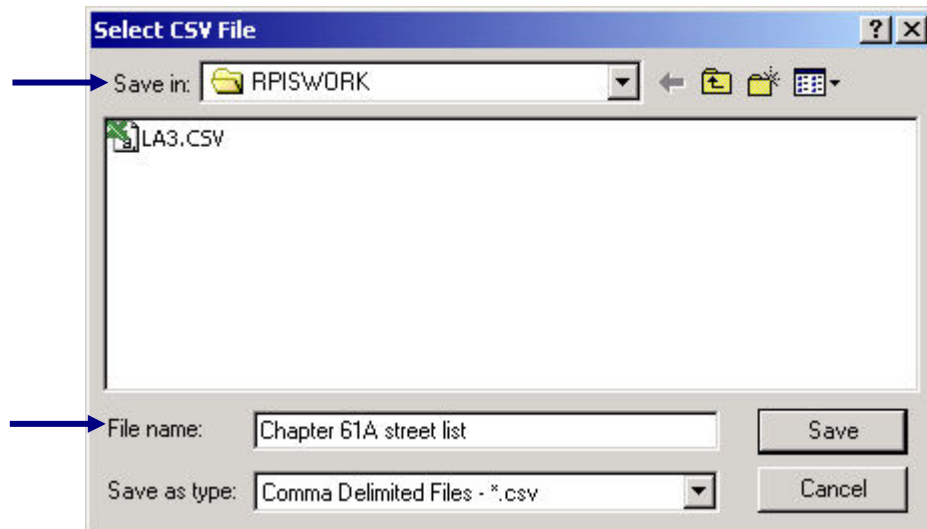 Select CSV File
Save in: RPISWORK
LA3.CSV
File name: Chapter 61A street list
Save
Save as type: Comma Delimited Files - *.csv
Cancel